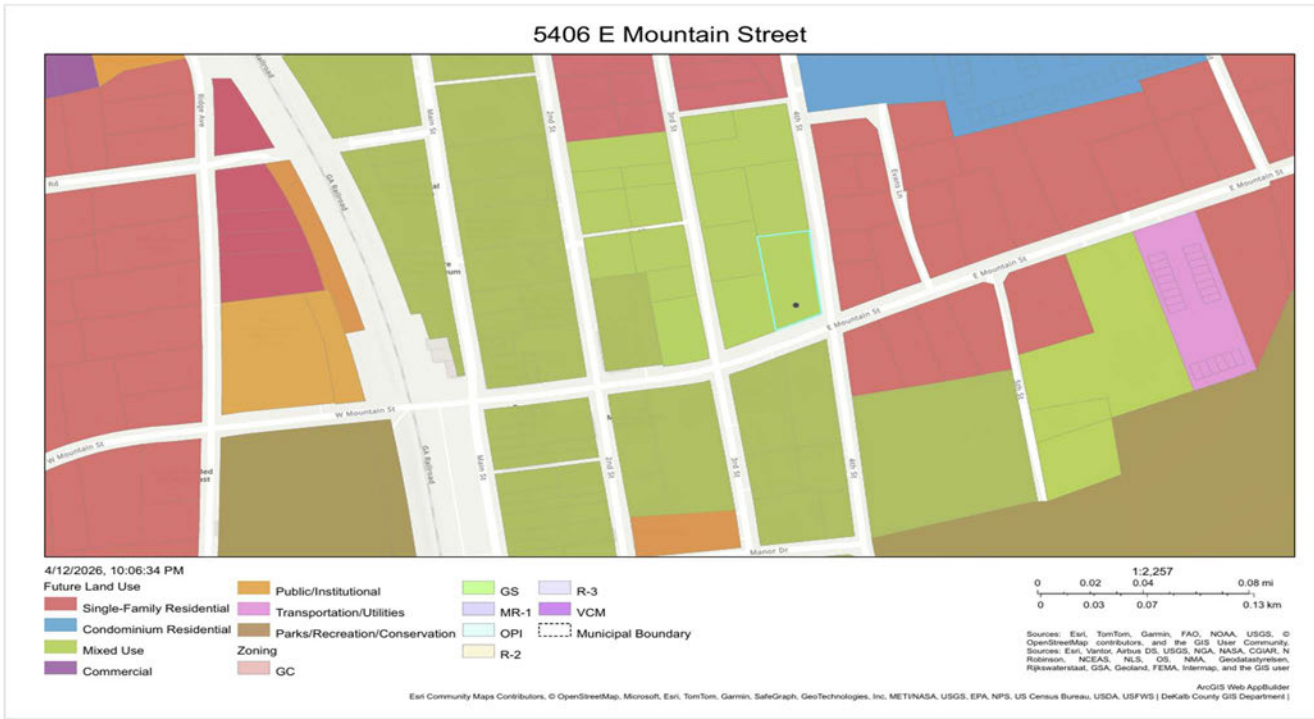 5406 E Mountain Street
Railroad
Ridge Ave
Main St
2nd St
3rd St
4th St
Evans Ln
E Mountain St
Rd
GA Railroad
E Mountain St
E Mountain St
5th St
W Mountain St
W Mountain St
GA Railroad
Main St
2nd St
3rd St
4th St
Manor Dr
4/12/2026, 10:06:34 PM
Future Land Use
Single-Family Residential
Condominium Residential
Mixed Use
Commercial
Public/Institutional
Transportation/Utilities
Parks/Recreation/Conservation
Zoning
GC
GS
MR-1
OPI
R-2
R-3
VCM
Municipal Boundary
1:2,257
0 0.02 0.04 0.08 mi
0 0.03 0.07 0.13 km
Sources: Esri, TomTom, Garmin, FAO, NOAA, USGS, ©
OpenStreetMap contributors, and the GIS User Community,
Sources: Esri, Vantor, Airbus DS, USGS, NGA, NASA, CGIAR, N
Robinson, NCEAS, NLS, OS, NMA, Geodatastyrelsen,
Rijkswaterstaat, GSA, Geoland, FEMA, Intermap, and the GIS user
ArcGIS Web AppBuilder
Esri Community Maps Contributors, © OpenStreetMap, Microsoft, Esri, TomTom, Garmin, SafeGraph, GeoTechnologies, Inc, METI/NASA, USGS, EPA, NPS, US Census Bureau, USDA, USFWS | DeKalb County GIS Department |